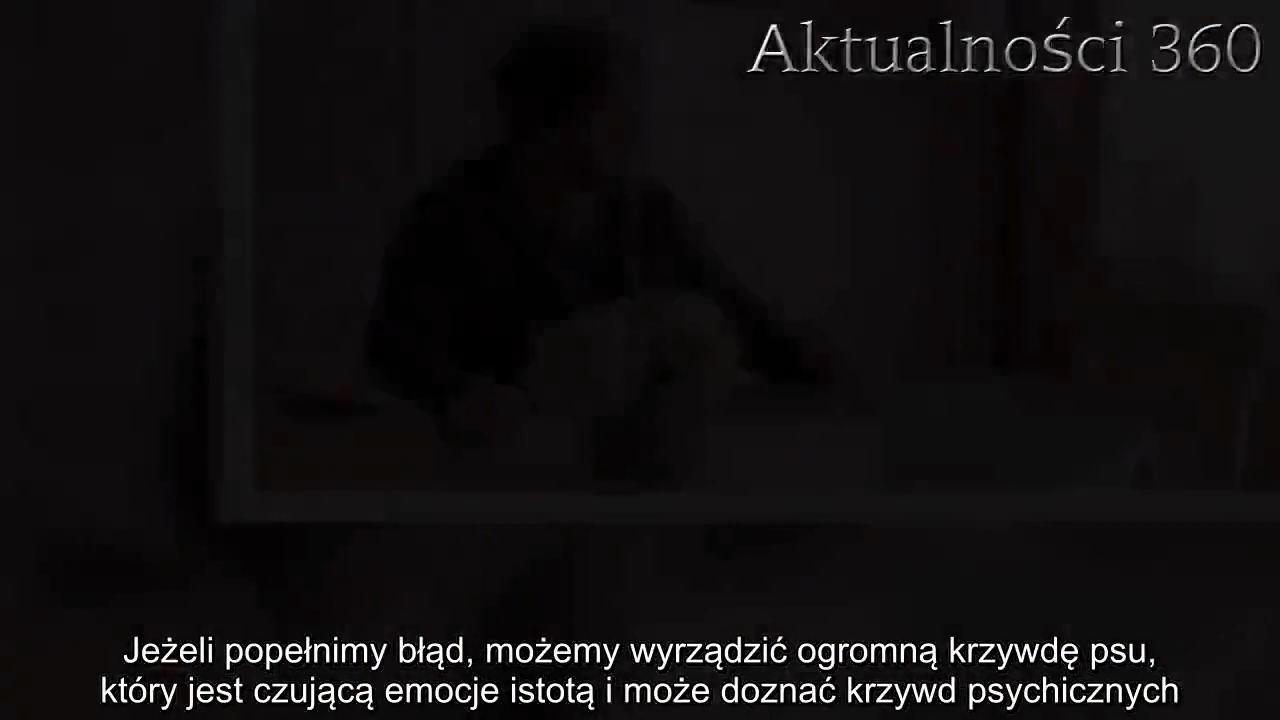 Aktualności 360
Jeżeli popełnimy błąd, możemy wyrządzić ogromną krzywdę psu,
który jest czującą emocje istotą i może doznać krzywd psychicznych